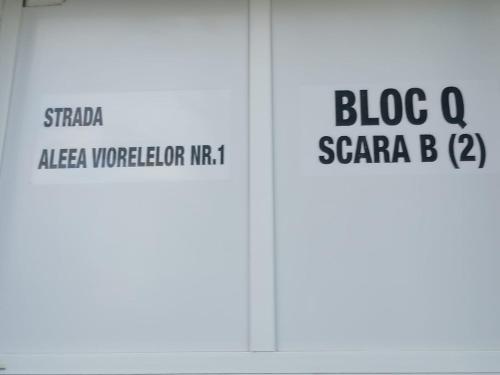 STRADA
ALEEA VIORELELOR NR.1
BLOC Q
SCARA B (2)